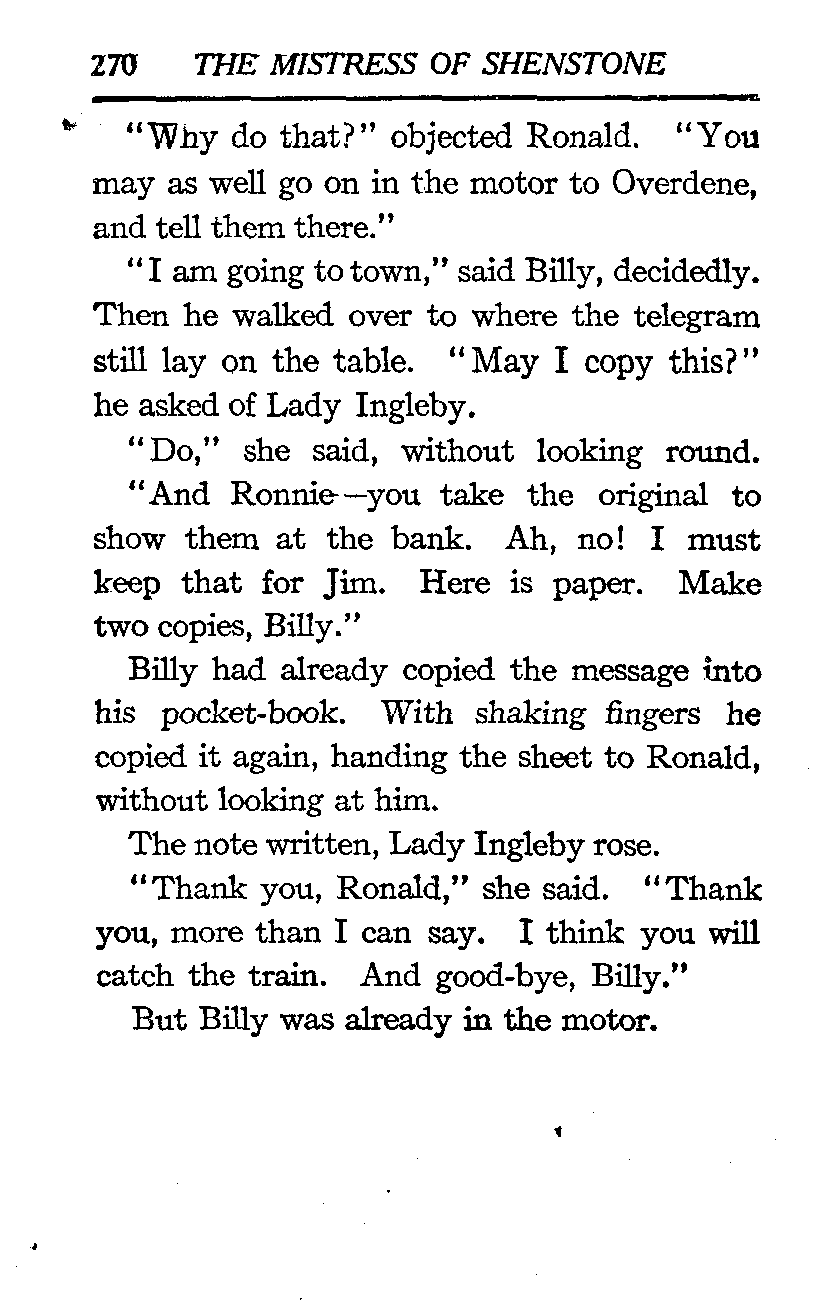 270 THE MISTRESS OF SHENSTONE
"Why do that?" objected Ronald. "You
may as well go on in the motor to Overdene,
and tell them there."
"I am going to town," said Billy, decidedly.
Then he walked over to where the telegram
still lay on the table. "May I copy this?"
he asked of Lady Ingleby.
"Do," she said, without looking round.
"And Ronnie—you take the original to
show them at the bank. Ah, no! I must
keep that for Jim. Here is paper. Make
two copies, Billy."
Billy had already copied the message into
his pocket-book. With shaking fingers he
copied it again, handing the sheet to Ronald,
without looking at him.
The note written, Lady Ingleby rose.
"Thank you, Ronald," she said. "Thank
you, more than I can say. I think you will
catch the train. And good-bye, Billy."
But Billy was already in the motor.